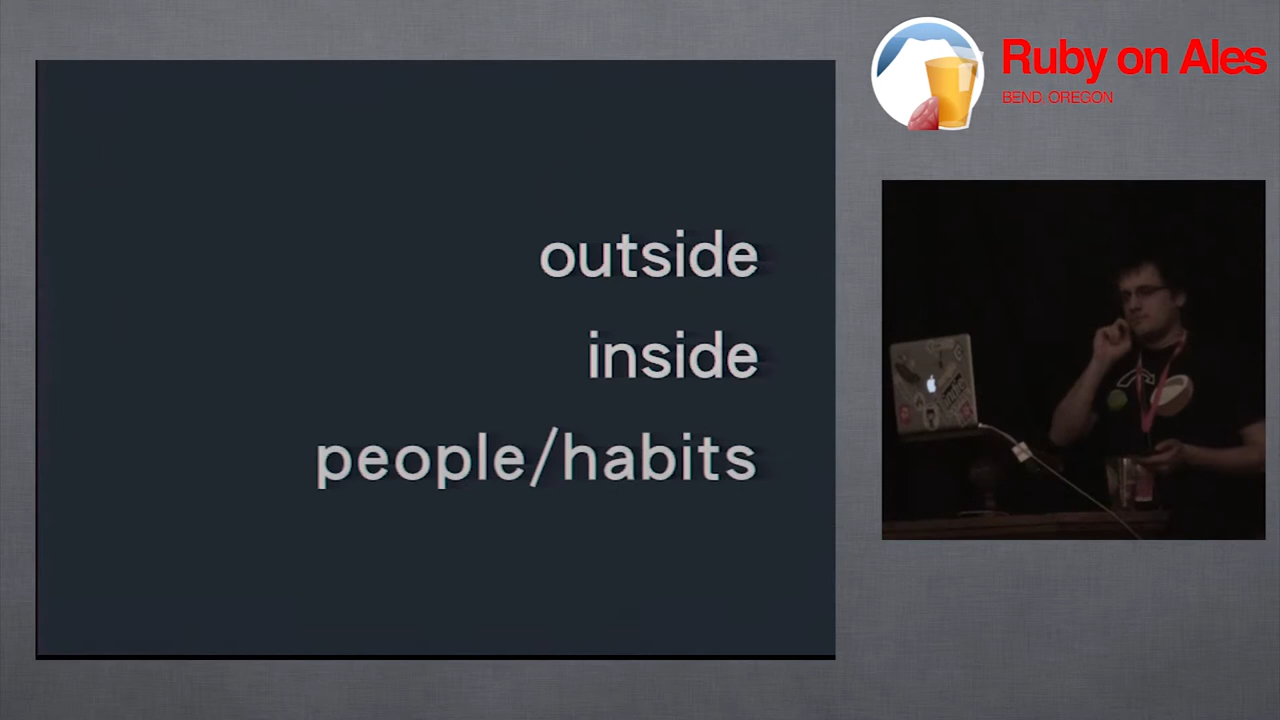 Ruby on Ales
BEND, OREGON
outside
inside
people/habits